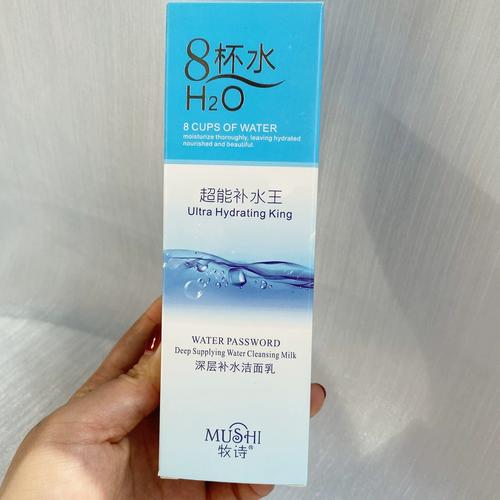 8杯水
H2O
8 CUPS OF WATER
moisturize thoroughly, leaving hydrated
nourished and beautiful.
超能补水王
Ultra Hydrating King
WATER PASSWORD
Deep Supplying Water Cleansing Milk
深层补水洁面乳
MUSHI
牧诗®